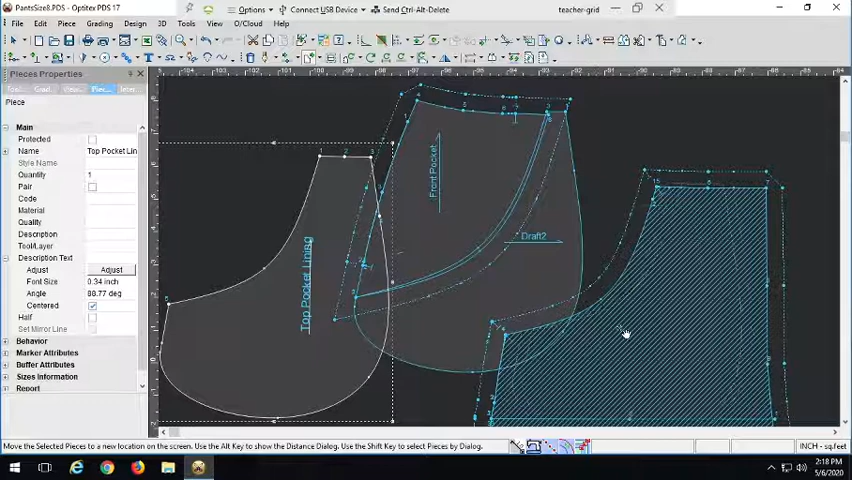 Options
Connect USB Device
Send Ctrl-Alt-Delete
teacher-grid
PantsSize8.PDS - Optitex PDS 17
File Edit Piece Grading Design 3D Tools View O/Cloud Help
Pieces Properties
Piece
Main
Protected
Name Top Pocket Lin
Style Name
Quantity 1
Pair
Code
Material
Quality
Description
Tool/Layer
Description Text
Adjust Adjust
Font Size 0.34 inch
Angle 88.77 deg
Centered
Half
Set Mirror Line
Behavior
Marker Attributes
Buffer Attributes
Sizes Information
Report
Top Pocket Lining
Front Pocket
Draft2
Move the Selected Pieces to a new location on the screen. Use the Alt Key to show the Distance Dialog. Use the Shift Key to select Pieces by Dialog.
INCH - sq.feet
2:18 PM
5/6/2020